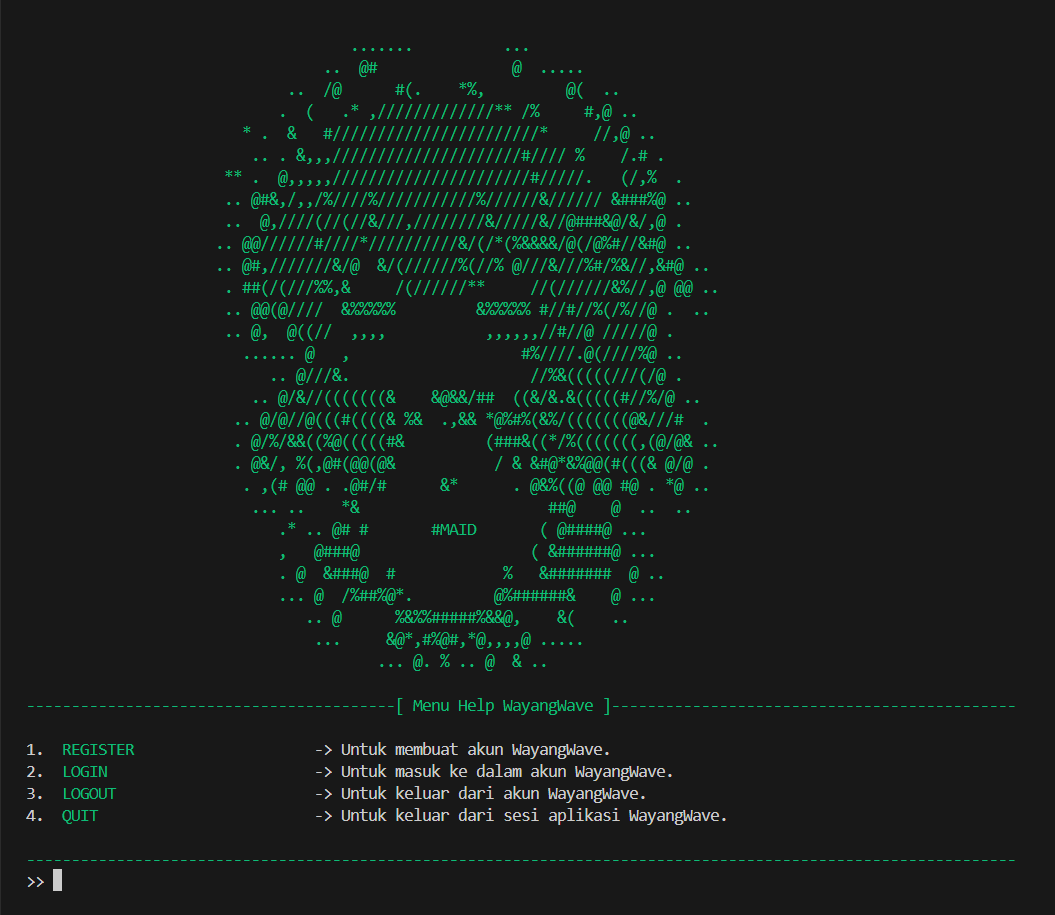 #MAID
[ Menu Help WayangWave ]
1. REGISTER -> Untuk membuat akun WayangWave.
2. LOGIN -> Untuk masuk ke dalam akun WayangWave.
3. LOGOUT -> Untuk keluar dari akun WayangWave.
4. QUIT -> Untuk keluar dari sesi aplikasi WayangWave.
>>